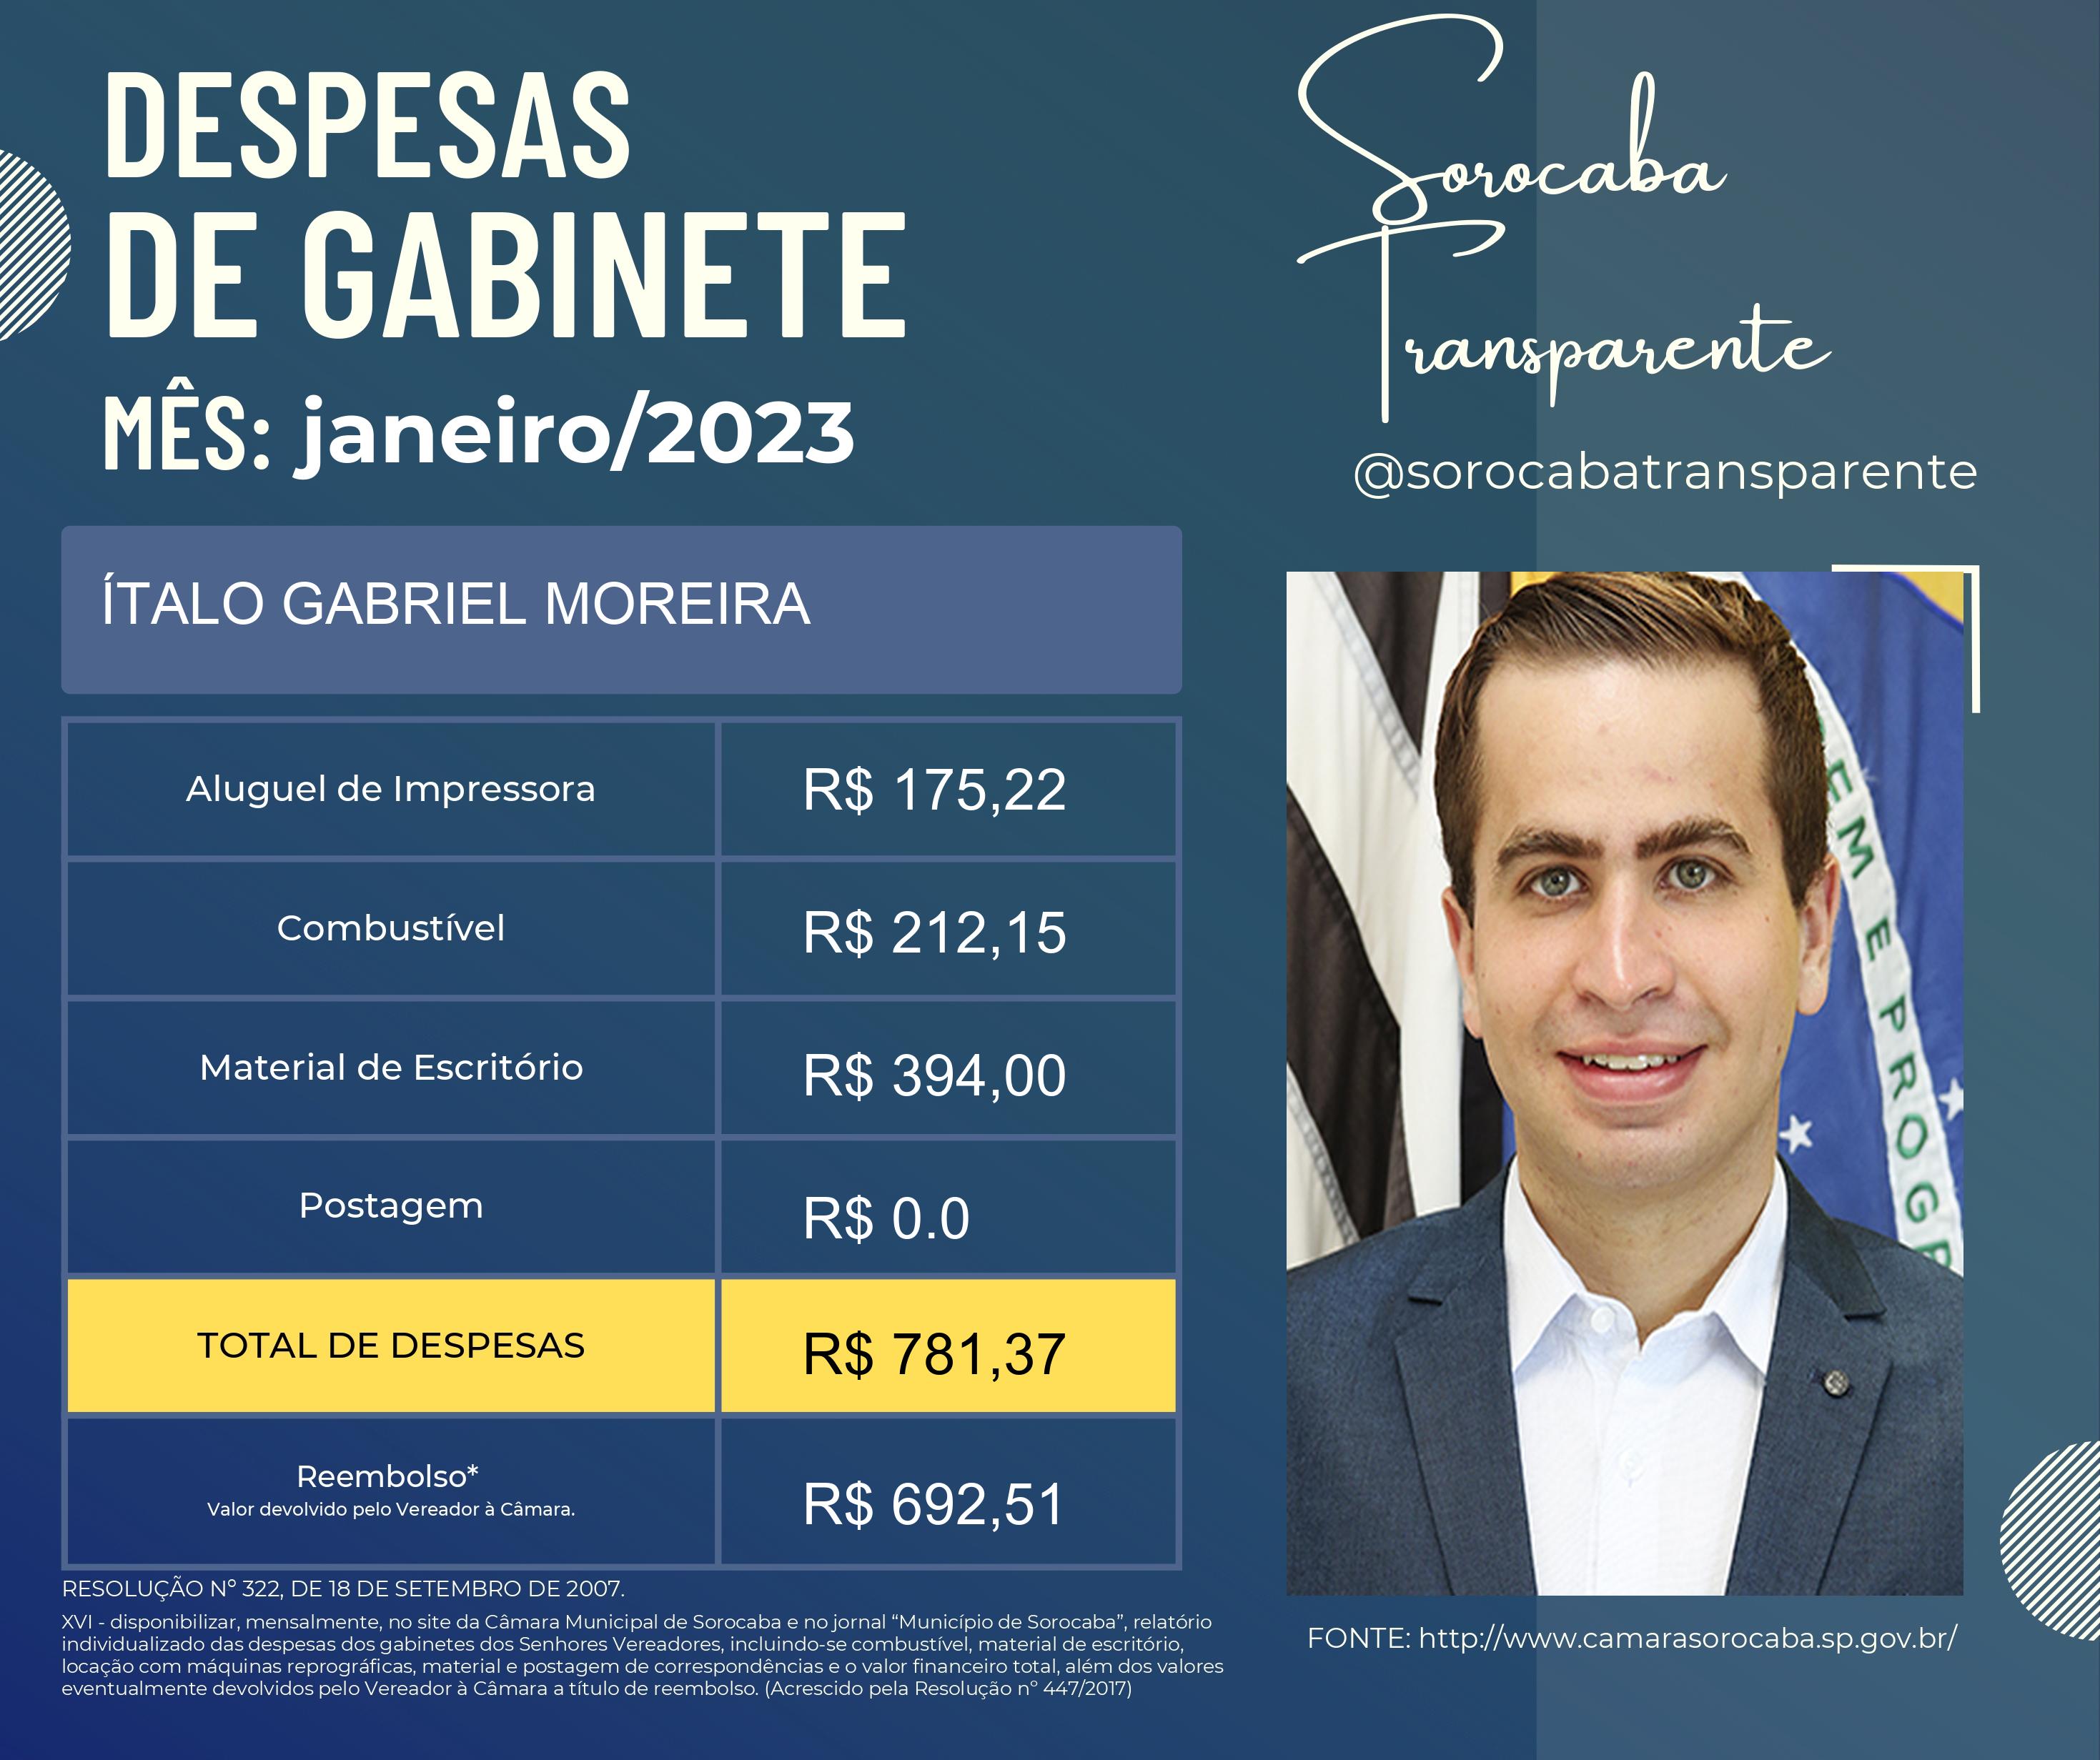 DESPESAS
DE GABINETE
MÊS: janeiro/2023
Sorocaba
Transparente
@sorocabatransparente
ÍTALO GABRIEL MOREIRA
Aluguel de Impressora R$ 175,22
Combustível R$ 212,15
Material de Escritório R$ 394,00
Postagem R$ 0.0
TOTAL DE DESPESAS R$ 781,37
Reembolso* R$ 692,51
Valor devolvido pelo Vereador à Câmara.
RESOLUÇÃO Nº 322, DE 18 DE SETEMBRO DE 2007.
XVI - disponibilizar, mensalmente, no site da Câmara Municipal de Sorocaba e no jornal “Município de Sorocaba”, relatório
individualizado das despesas dos gabinetes dos Senhores Vereadores, incluindo-se combustível, material de escritório,
locação com máquinas reprográficas, material e postagem de correspondências e o valor financeiro total, além dos valores
eventualmente devolvidos pelo Vereador à Câmara a título de reembolso. (Acrescido pela Resolução nº 447/2017)
EM E PROGR
FONTE: http://www.camarasorocaba.sp.gov.br/